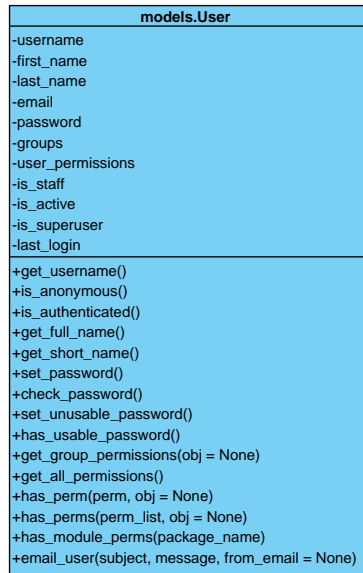 models.User
-username
-first_name
-last_name
-email
-password
-groups
-user_permissions
-is_staff
-is_active
-is_superuser
-last_login
+get_username()
+is_anonymous()
+is_authenticated()
+get_full_name()
+get_short_name()
+set_password()
+check_password()
+set_unusable_password()
+has_usable_password()
+get_group_permissions(obj = None)
+get_all_permissions()
+has_perm(perm, obj = None)
+has_perms(perm_list, obj = None)
+has_module_perms(package_name)
+email_user(subject, message, from_email = None)